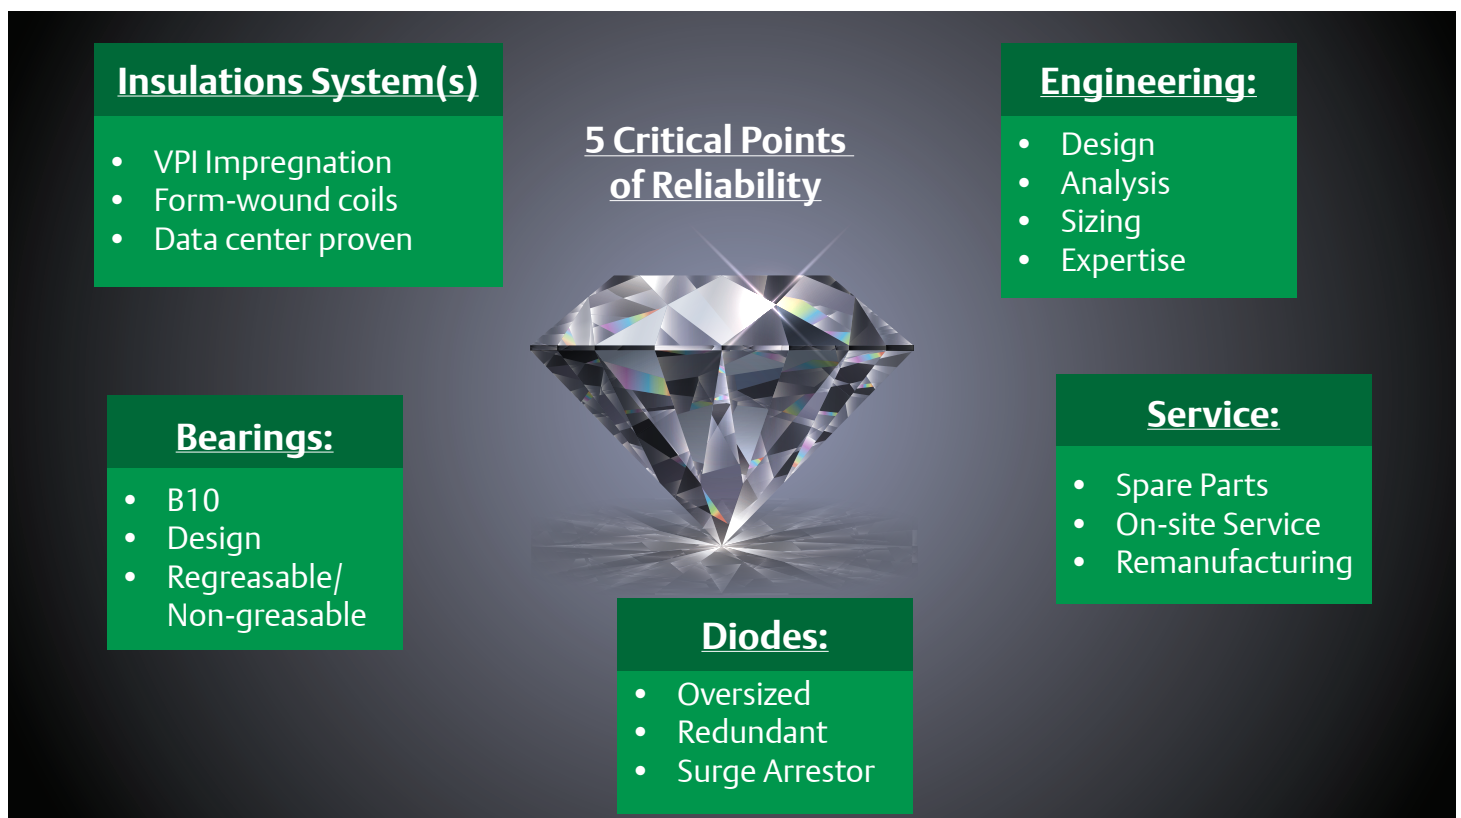 Insulations System(s)
• VPI Impregnation
• Form-wound coils
• Data center proven
5 Critical Points
of Reliability
Engineering:
• Design
• Analysis
• Sizing
• Expertise
Bearings:
• B10
• Design
• Regreasable/
Non-greasable
Service:
• Spare Parts
• On-site Service
• Remanufacturing
Diodes:
• Oversized
• Redundant
• Surge Arrestor